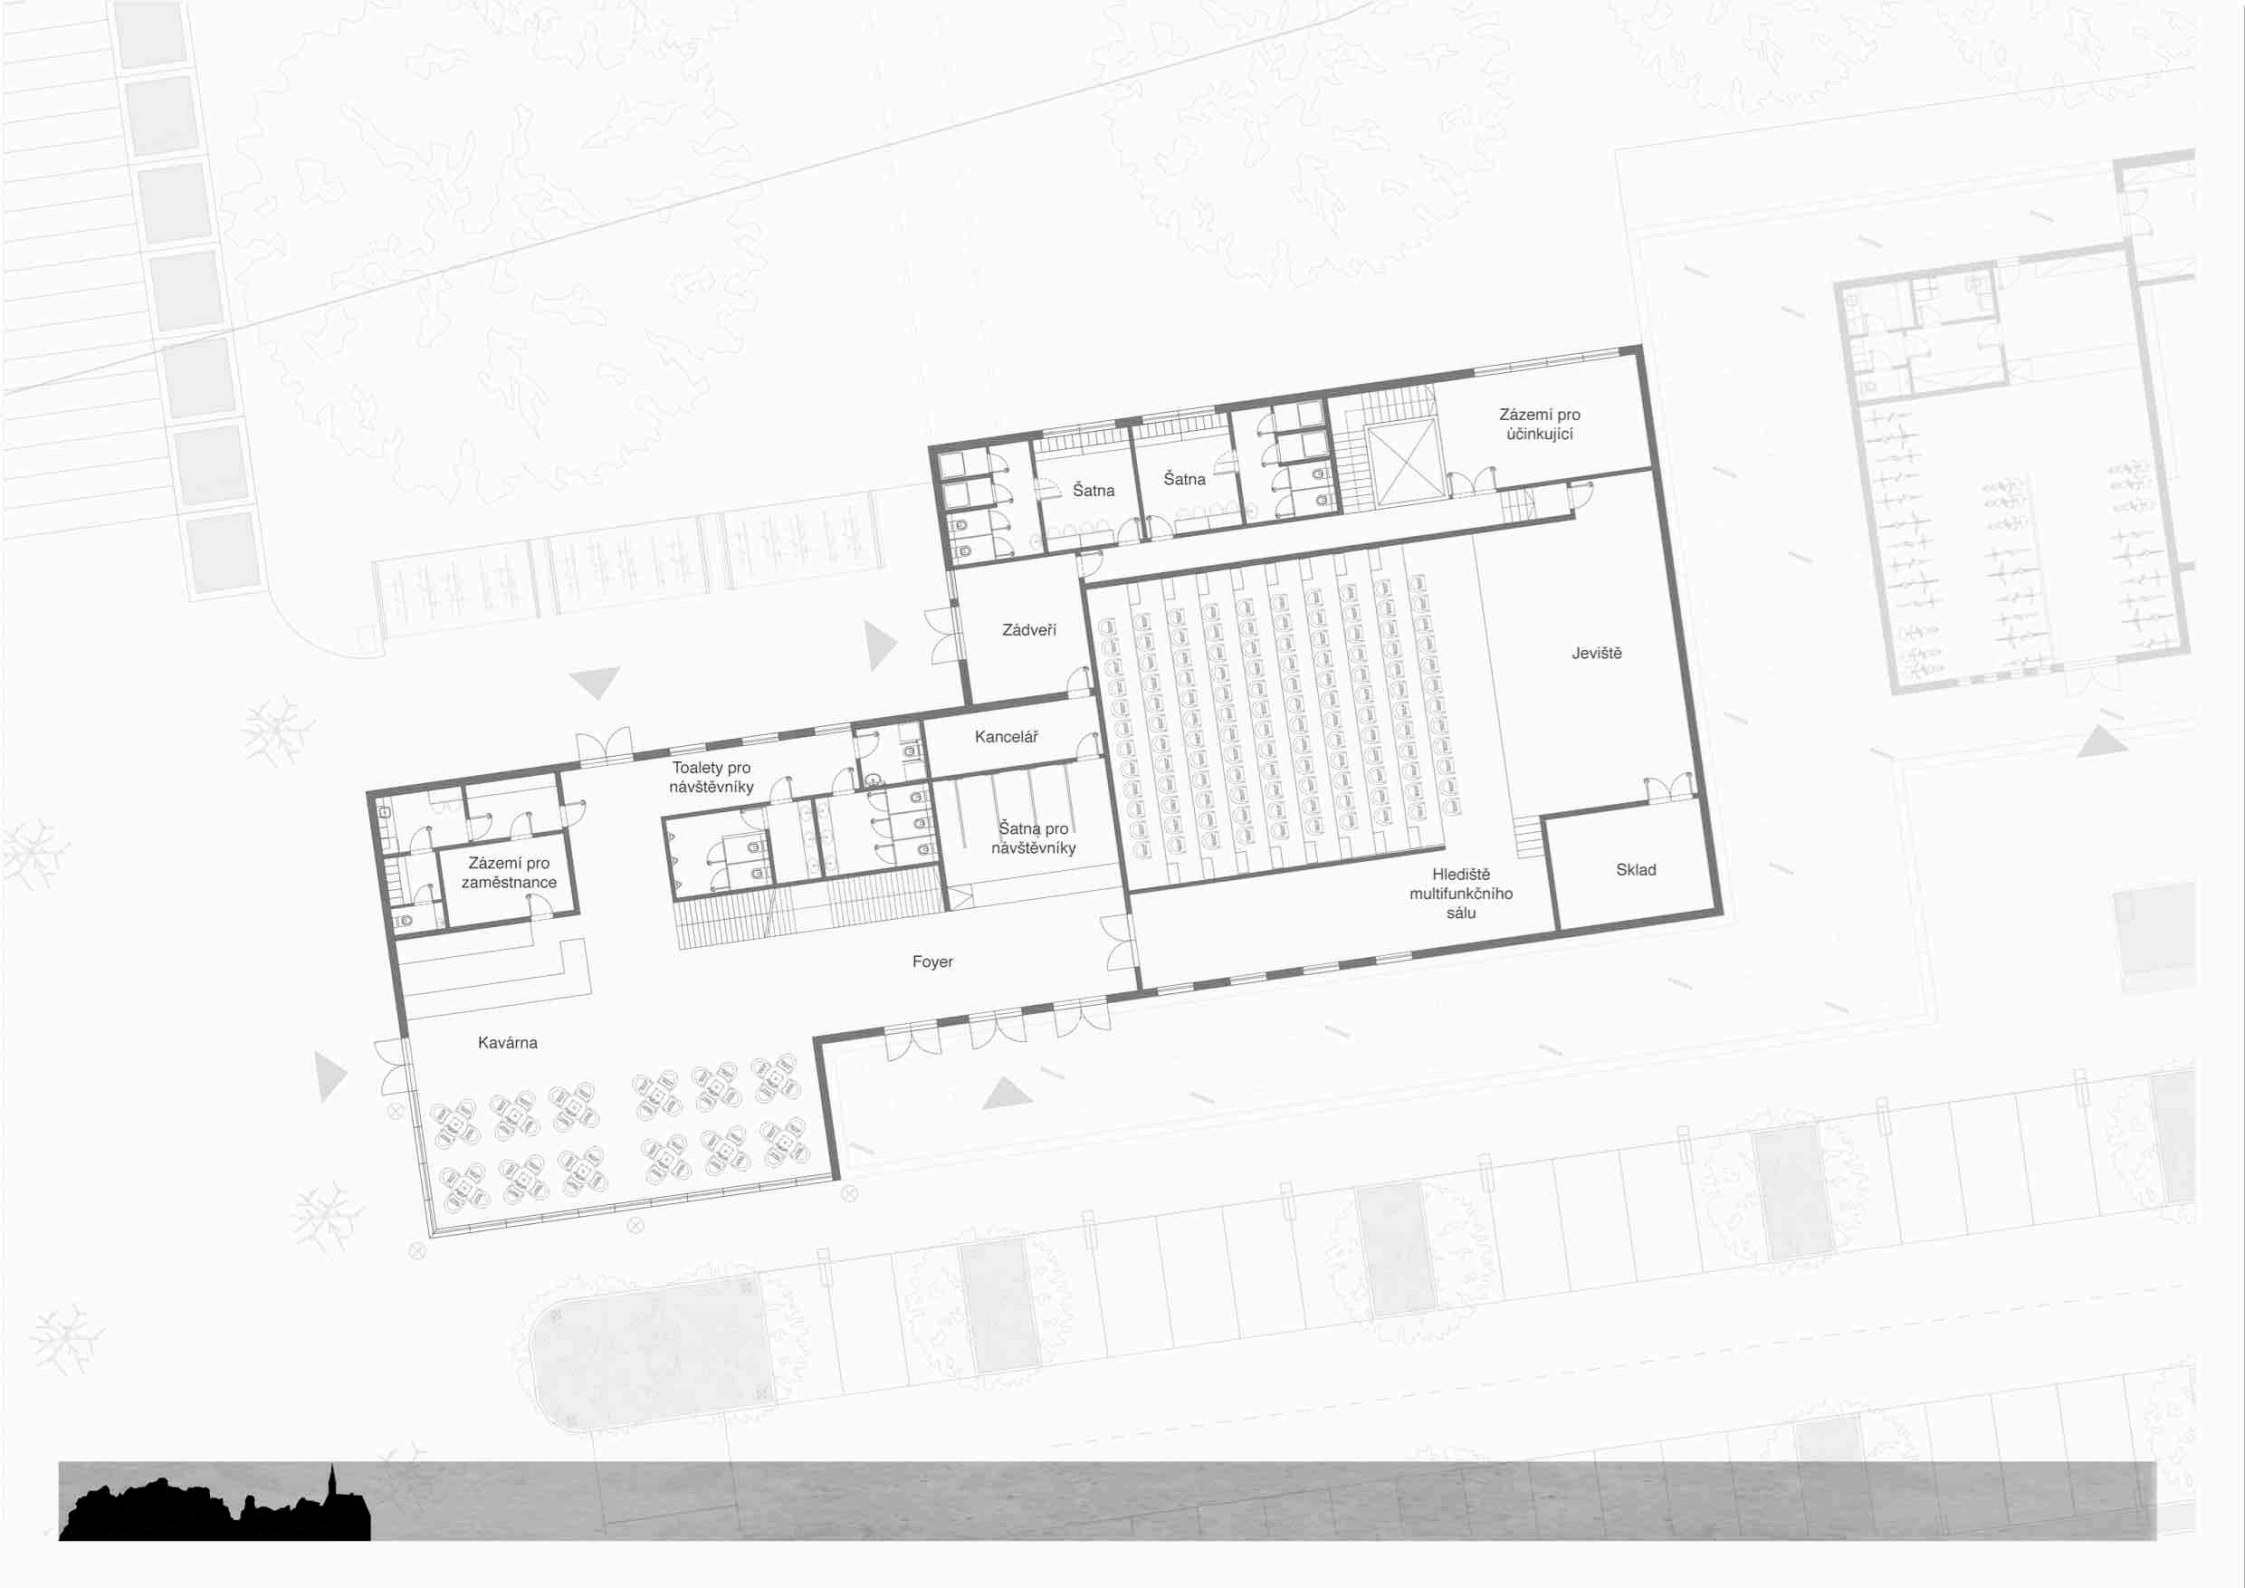 Zázemí pro
účinkující
Šatna
Šatna
Zádveří
Jeviště
Kancelář
Toalety pro
návštěvníky
Šatna pro
návštěvníky
Zázemí pro
zaměstnance
Sklad
Hlediště
multifunkčního
sálu
Foyer
Kavárna